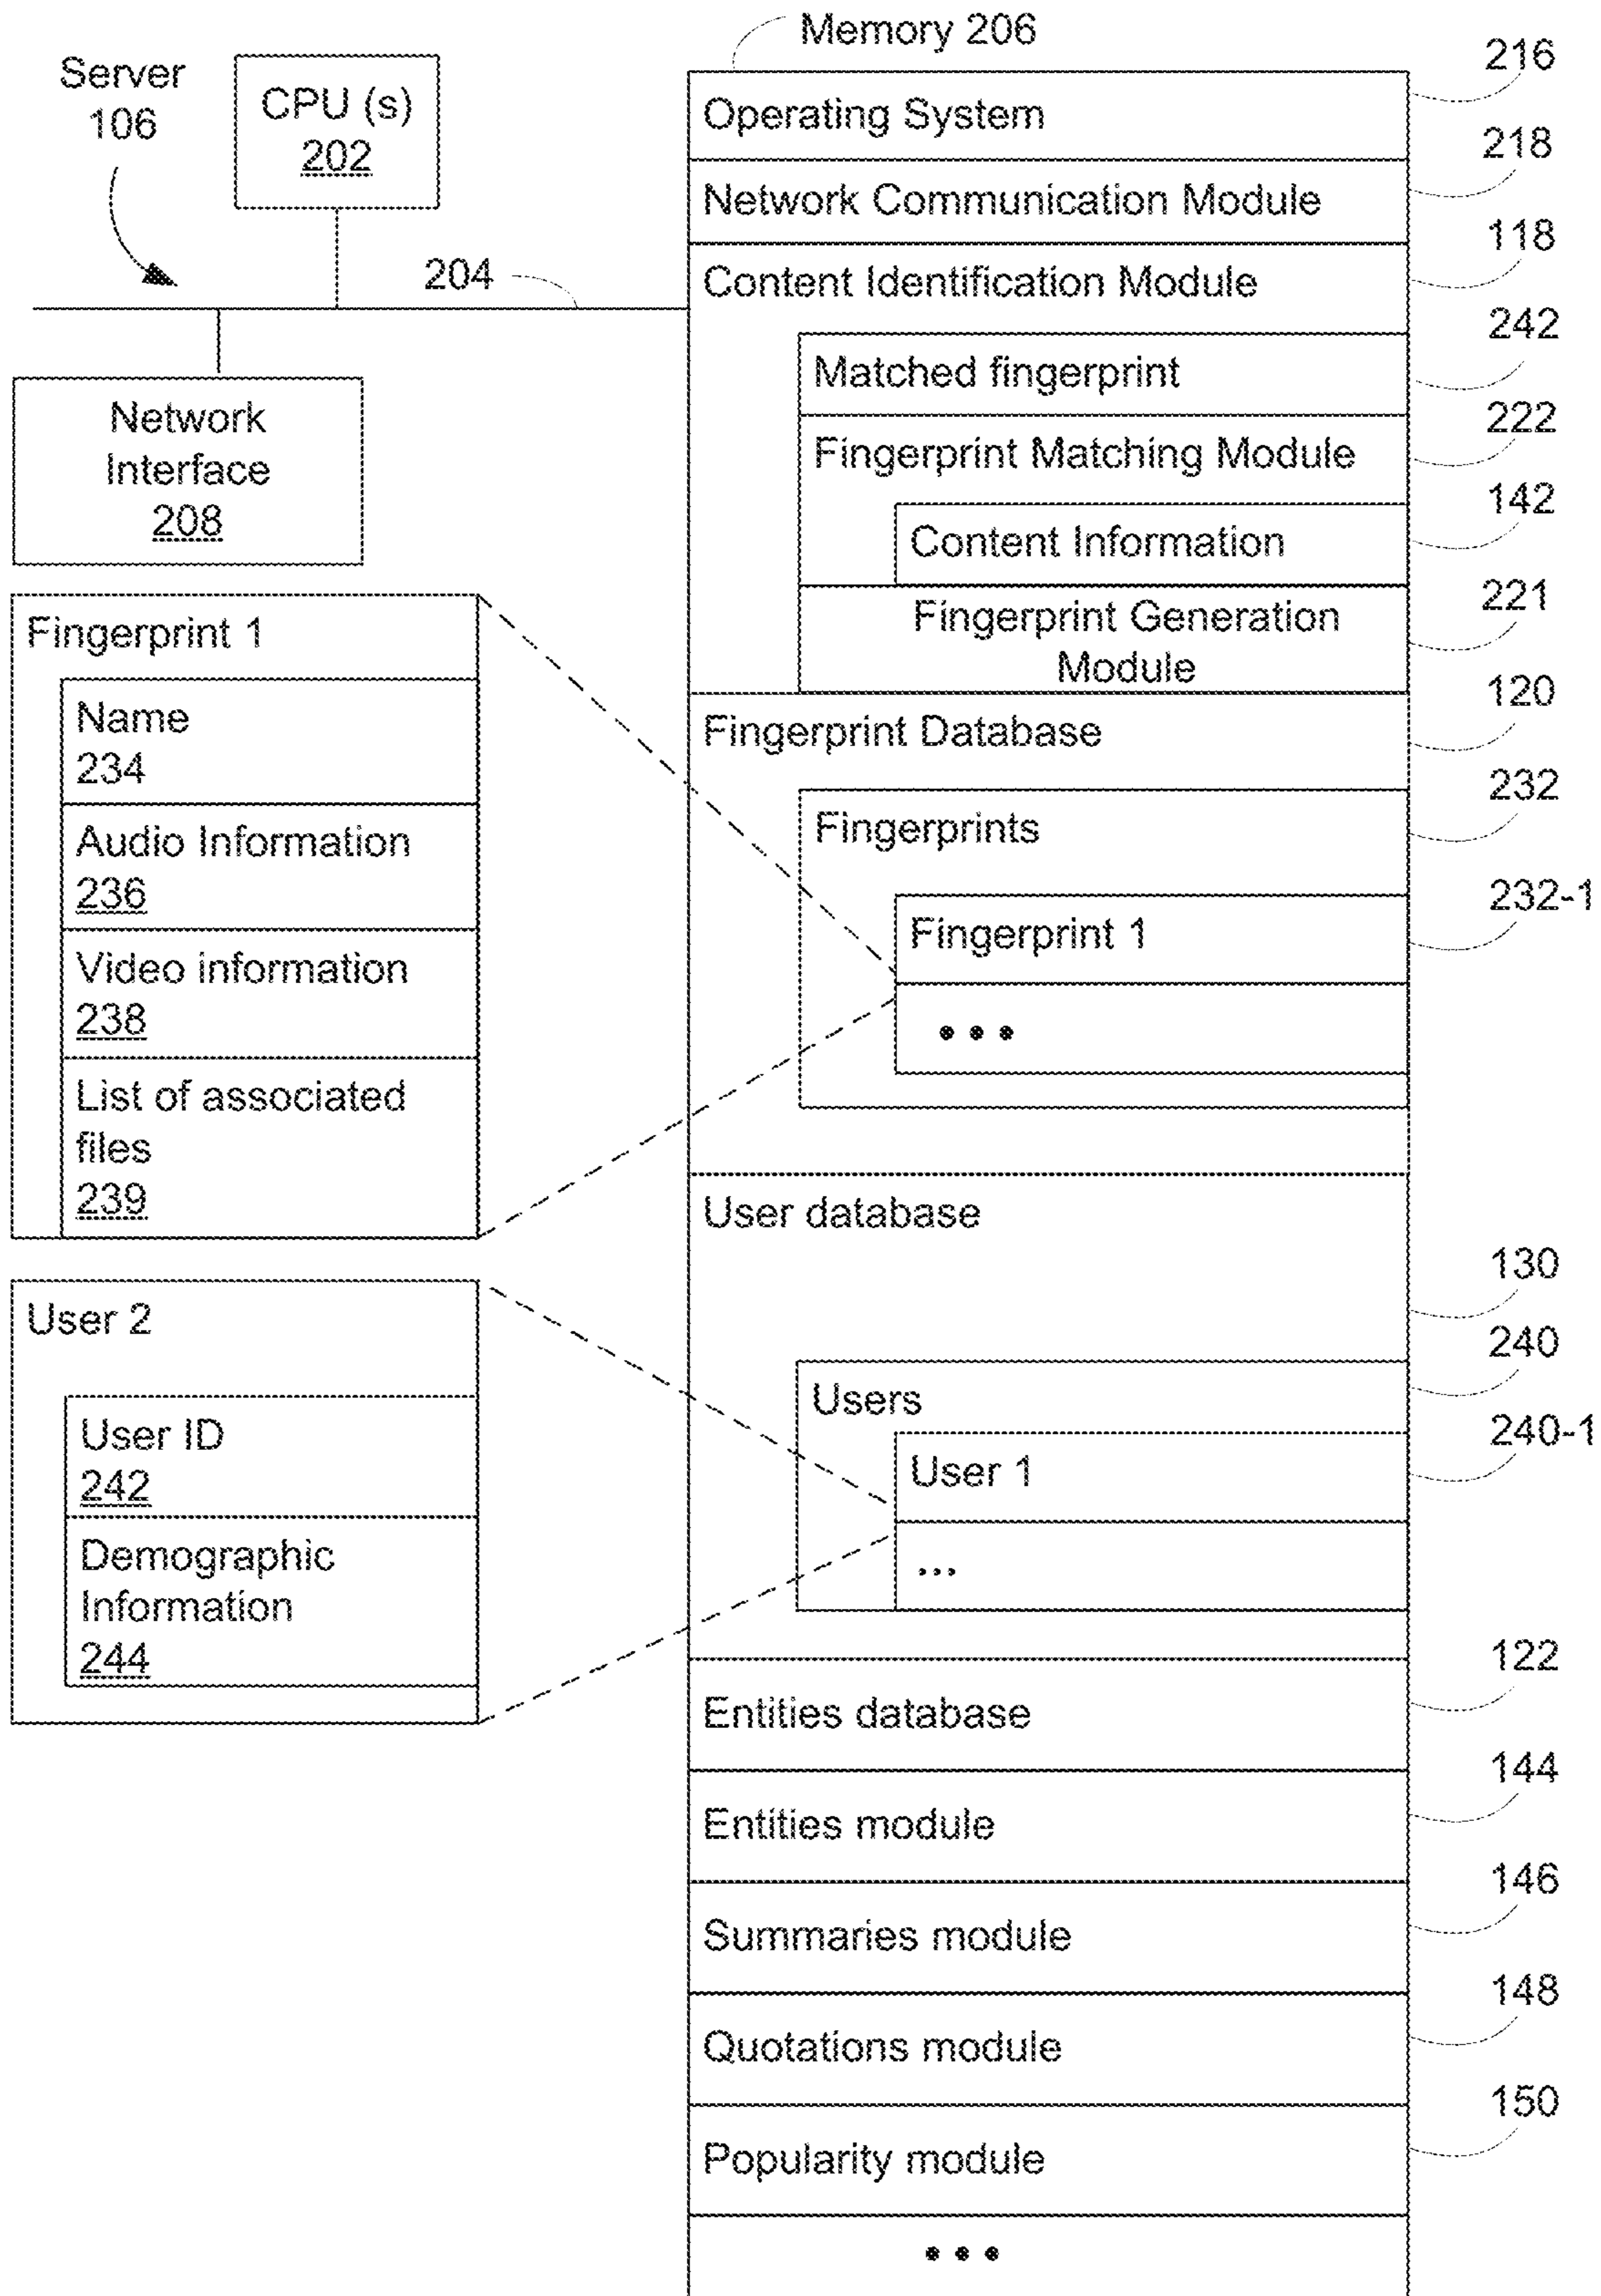 Memory 206
Server
106
CPU (s)
202
204
Network
Interface
208
Operating System
216
Network Communication Module
218
Content Identification Module
118
Matched fingerprint
242
Fingerprint Matching Module
222
Content Information
142
Fingerprint Generation
Module
221
Fingerprint Database
120
Fingerprints
232
Fingerprint 1
232-1
•••
Fingerprint 1
Name
234
Audio Information
236
Video information
238
List of associated
files
239
User database
130
Users
240
User 1
240-1
...
User 2
User ID
242
Demographic
Information
244
Entities database
122
Entities module
144
Summaries module
146
Quotations module
148
Popularity module
150
•••